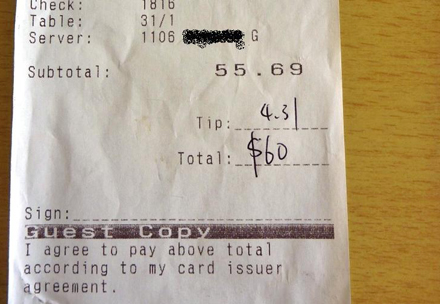 Check: 1816
Table: 31/1
Server: 1106 G
Subtotal: 55.69
Tip: 4.31
Total: $60
Sign:
Guest Copy
I agree to pay above total
according to my card issuer
agreement.